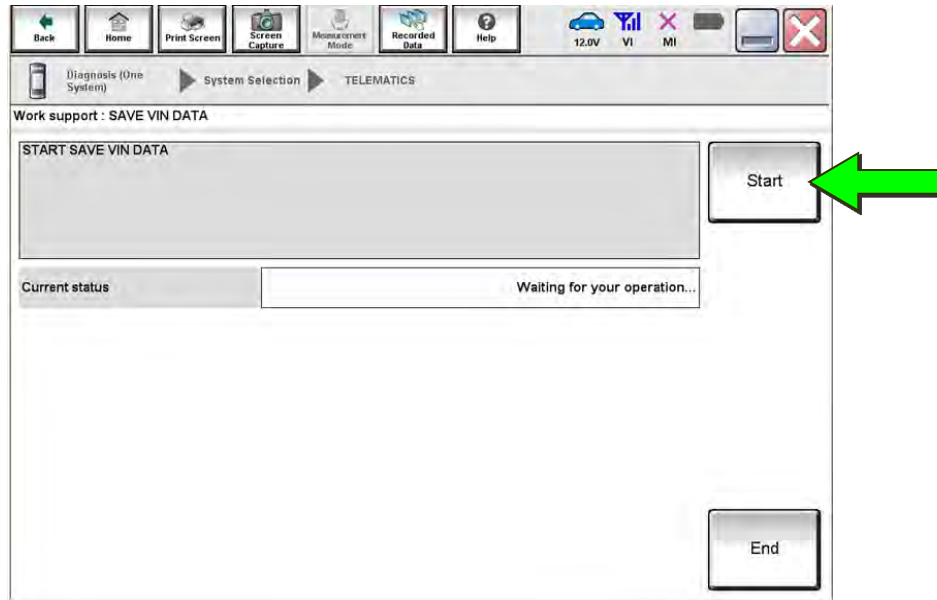 Back
Home
Print Screen
Screen
Capture
Measurement
Mode
Recorded
Data
Help
12.0V
VI
MI
Diagnosis (One
System)
System Selection
TELEMATICS
Work support : SAVE VIN DATA
START SAVE VIN DATA
Start
Current status
Waiting for your operation...
End